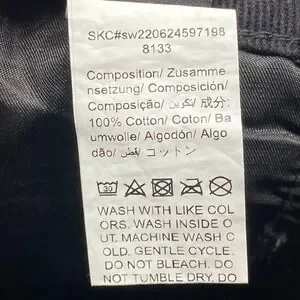 SKC#sw220624597198
8133
Composition/ Zusamme
nsetzung/ Composición/
Composição/ تكوين/ 成分:
100% Cotton/ Coton/ Ba
umwolle/ Algodón/ Algo
dão/ قطن/ コットン
30
WASH WITH LIKE COL
ORS. WASH INSIDE O
UT. MACHINE WASH C
OLD. GENTLE CYCLE.
DO NOT BLEACH. DO
NOT TUMBLE DRY. DO